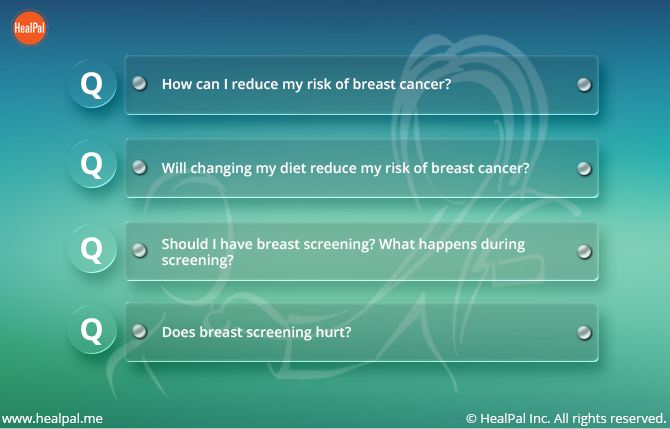 HealPal
Q
How can I reduce my risk of breast cancer?
Q
Will changing my diet reduce my risk of breast cancer?
Q
Should I have breast screening? What happens during
screening?
Q
Does breast screening hurt?
www.healpal.me
© HealPal Inc. All rights reserved.